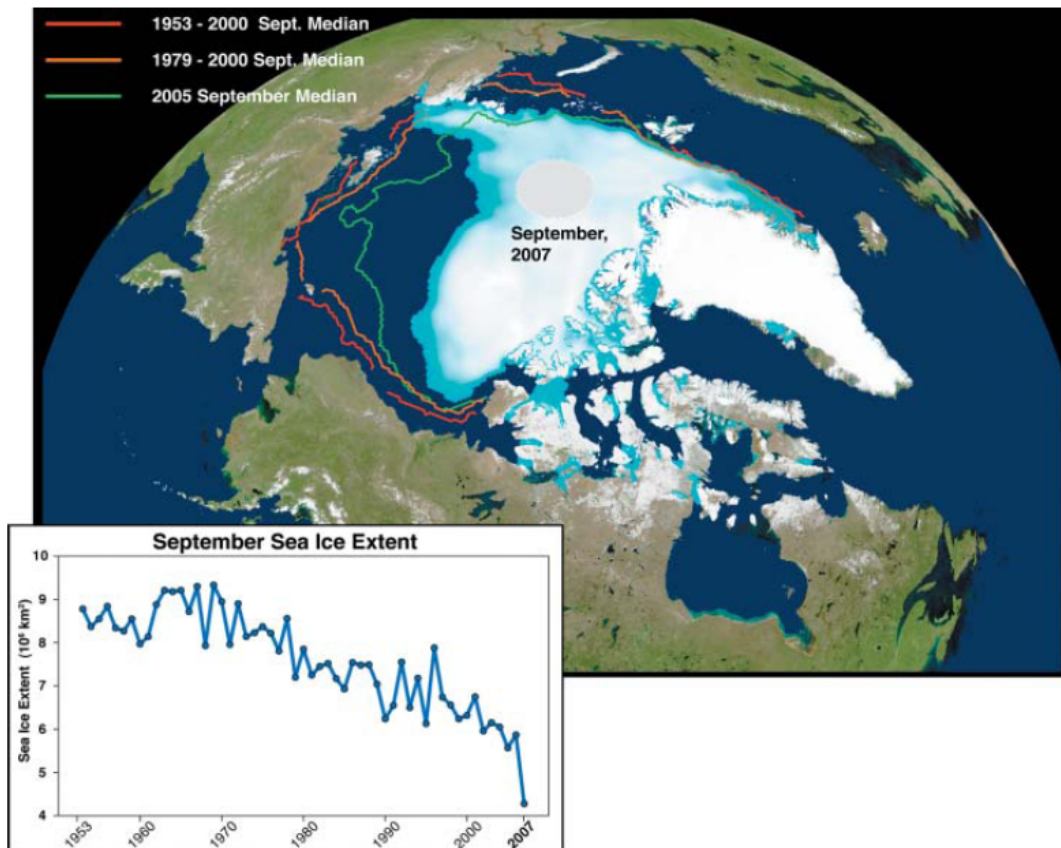 1953 - 2000 Sept. Median
1979 - 2000 Sept. Median
2005 September Median
September,
2007
September Sea Ice Extent
Sea Ice Extent (10⁶ km²)
10
9
8
7
6
5
4
1953
1960
1970
1980
1990
2000
2007